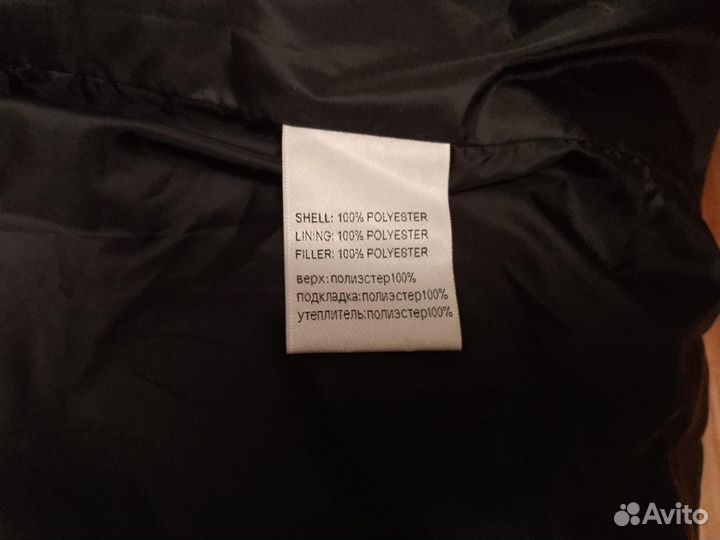 SHELL: 100% POLYESTER
LINING: 100% POLYESTER
FILLER: 100% POLYESTER
верх:полиэстер100%
подкладка:полиэстер100%
утеплитель:полиэстер100%
Avito